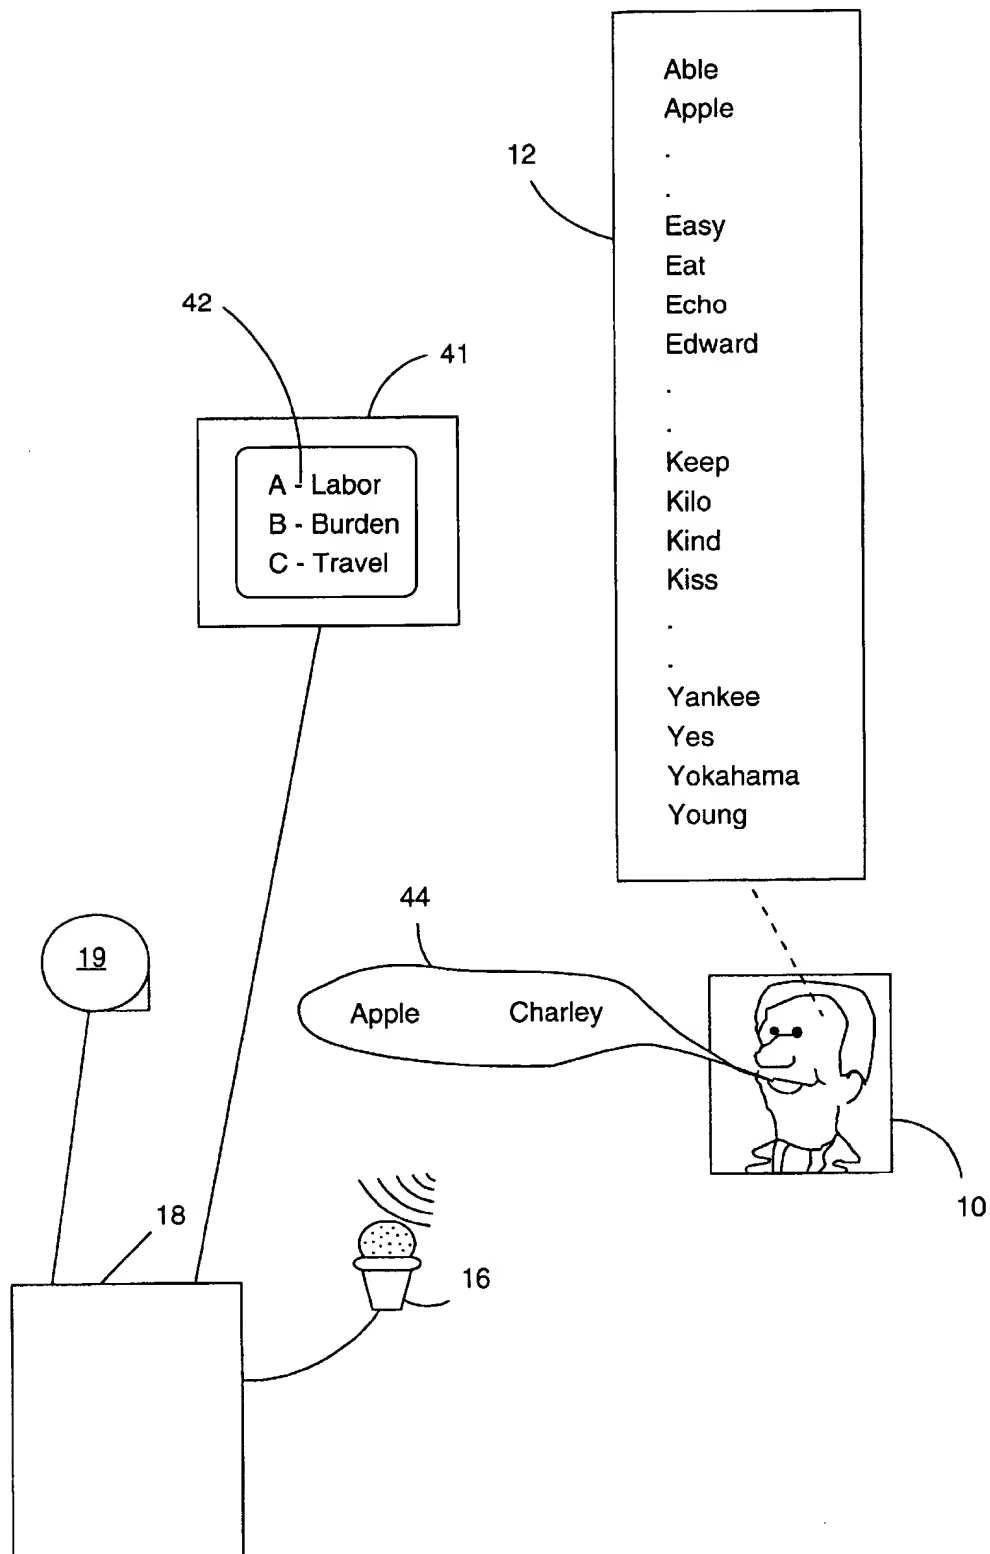 Able
Apple
.
.
Easy
Eat
Echo
Edward
.
.
Keep
Kilo
Kind
Kiss
.
.
Yankee
Yes
Yokahama
Young
12
42
41
A - Labor
B - Burden
C - Travel
44
19
Apple Charley
10
18
16